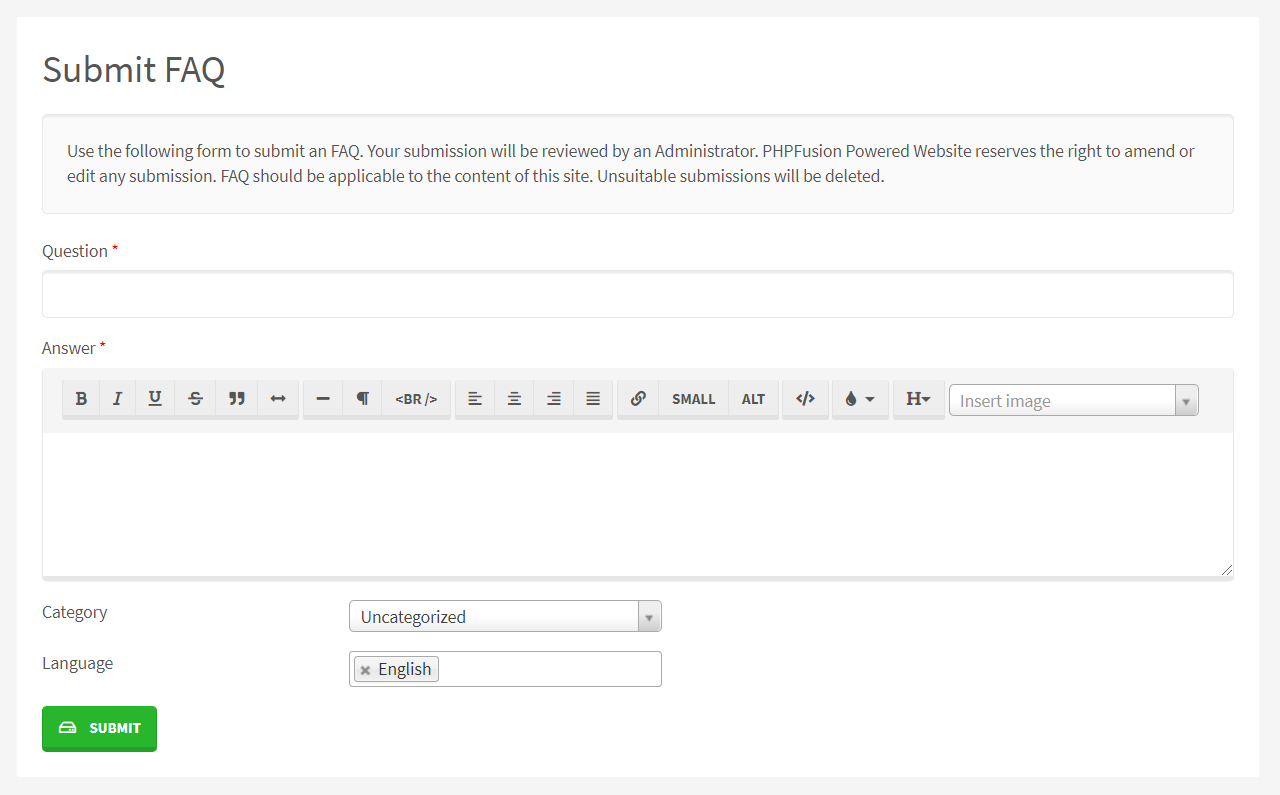 Submit FAQ
Use the following form to submit an FAQ. Your submission will be reviewed by an Administrator. PHPFusion Powered Website reserves the right to amend or
edit any submission. FAQ should be applicable to the content of this site. Unsuitable submissions will be deleted.
Question *
Answer *
B I U S <BR /> SMALL ALT </> H Insert image
Category Uncategorized
Language English
SUBMIT